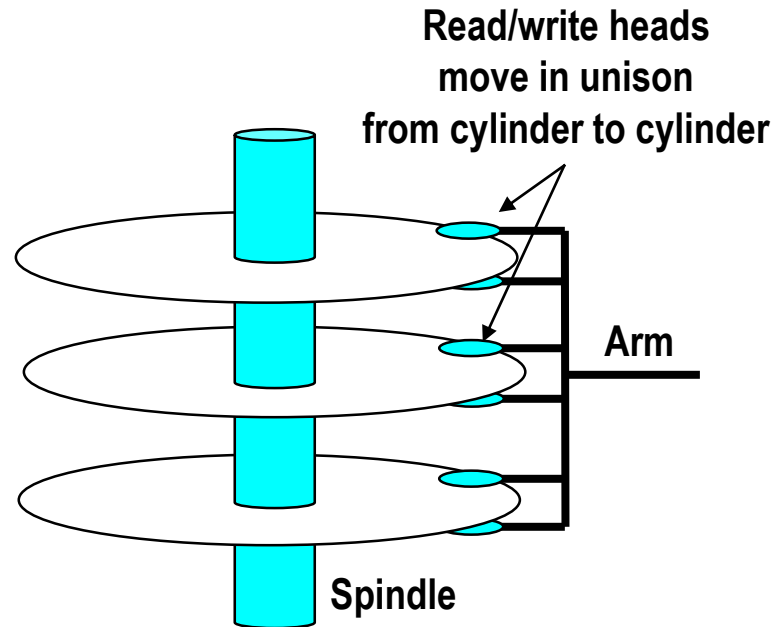 Read/write heads
move in unison
from cylinder to cylinder
Arm
Spindle